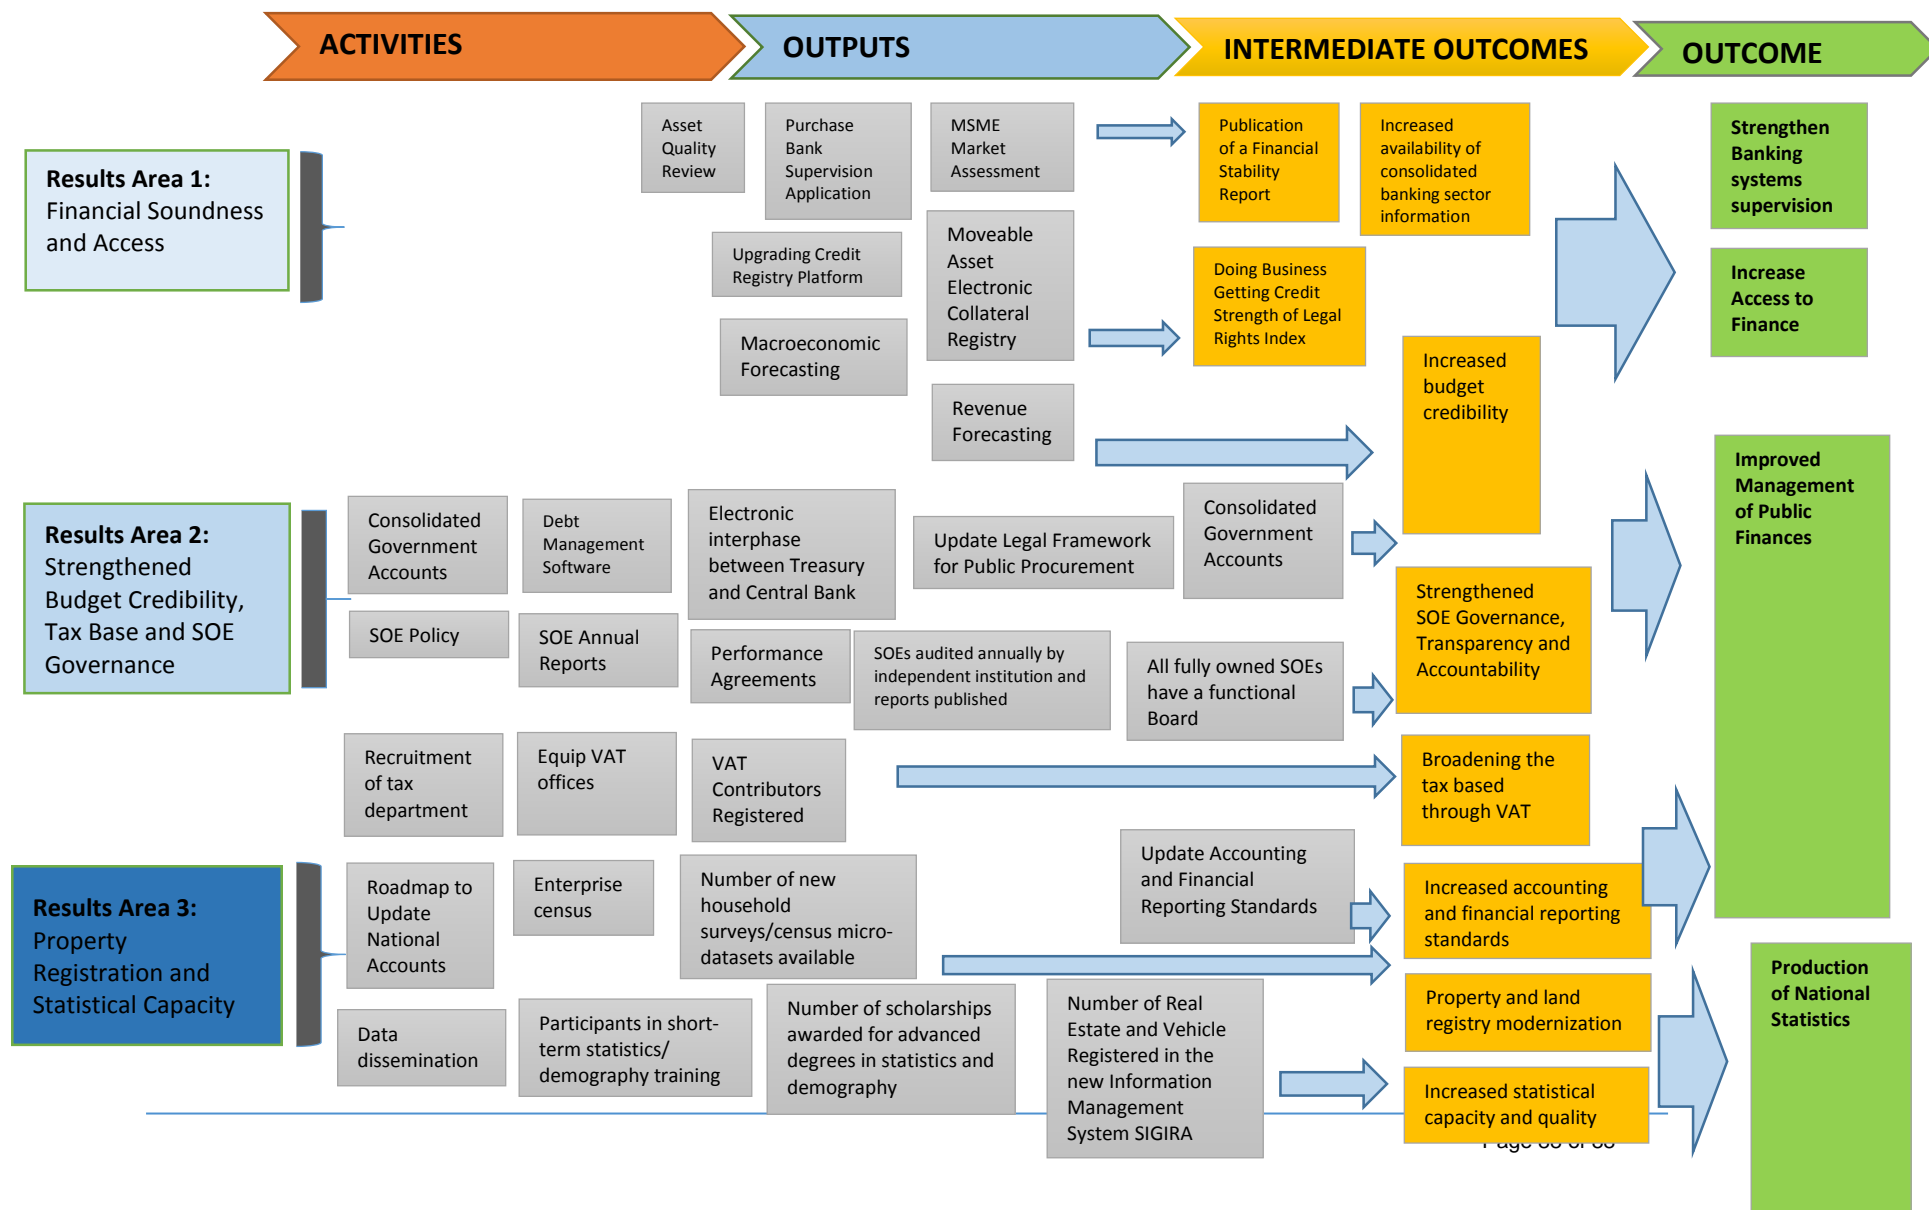 ACTIVITIES
OUTPUTS
INTERMEDIATE OUTCOMES
OUTCOME
Results Area 1:
Financial Soundness
and Access
Asset
Quality
Review
Purchase
Bank
Supervision
Application
MSME
Market
Assessment
Publication
of a Financial
Stability
Report
Increased
availability of
consolidated
banking sector
information
Strengthen
Banking
systems
supervision
Upgrading Credit
Registry Platform
Moveable
Asset
Electronic
Collateral
Registry
Doing Business
Getting Credit
Strength of Legal
Rights Index
Increase
Access to
Finance
Macroeconomic
Forecasting
Revenue
Forecasting
Increased
budget
credibility
Results Area 2:
Strengthened
Budget Credibility,
Tax Base and SOE
Governance
Consolidated
Government
Accounts
Debt
Management
Software
Electronic
interphase
between Treasury
and Central Bank
Update Legal Framework
for Public Procurement
Consolidated
Government
Accounts
Improved
Management
of Public
Finances
SOE Policy
SOE Annual
Reports
Performance
Agreements
SOEs audited annually by
independent institution and
reports published
All fully owned SOEs
have a functional
Board
Strengthened
SOE Governance,
Transparency and
Accountability
Recruitment
of tax
department
Equip VAT
offices
VAT
Contributors
Registered
Broadening the
tax based
through VAT
Results Area 3:
Property
Registration and
Statistical Capacity
Roadmap to
Update
National
Accounts
Enterprise
census
Number of new
household
surveys/census micro-
datasets available
Update Accounting
and Financial
Reporting Standards
Increased accounting
and financial reporting
standards
Data
dissemination
Participants in short-
term statistics/
demography training
Number of scholarships
awarded for advanced
degrees in statistics and
demography
Number of Real
Estate and Vehicle
Registered in the
new Information
Management
System SIGIRA
Property and land
registry modernization
Increased statistical
capacity and quality
Production
of National
Statistics
Page